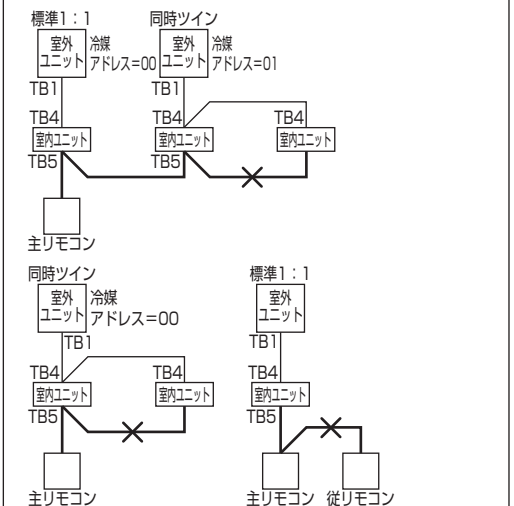 標準1：1
同時ツイン
室外
ユニット
冷媒
アドレス=00
室外
ユニット
冷媒
アドレス=01
TB1
TB1
TB4
TB4
TB4
室内ユニット
室内ユニット
室内ユニット
TB5
TB5
主リモコン
同時ツイン
標準1：1
室外
ユニット
冷媒
アドレス=00
室外
ユニット
TB1
TB1
TB4
TB4
TB4
室内ユニット
室内ユニット
室内ユニット
TB5
TB5
主リモコン
主リモコン
従リモコン